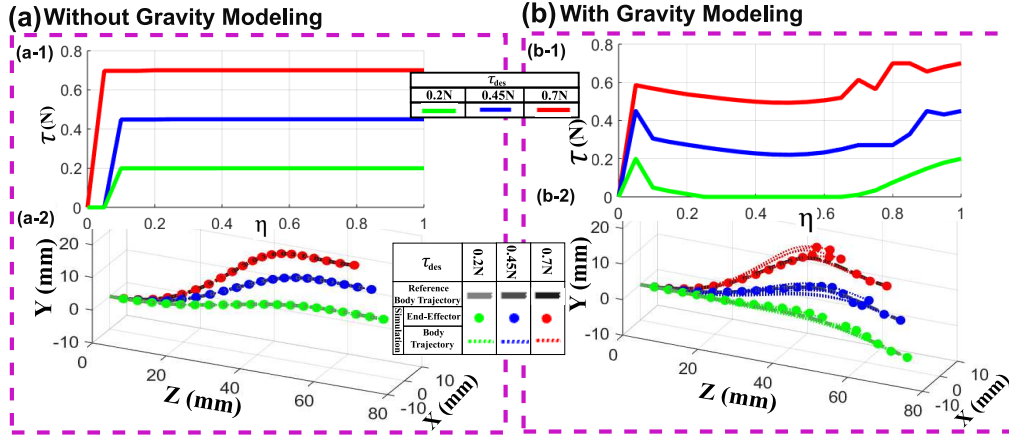 (a) Without Gravity Modeling
(b) With Gravity Modeling
(a-1)
0.8
0.6
0.4
0.2
0
τ(N)
0
0.2
0.4
0.6
0.8
1
η
τdes
0.2N
0.45N
0.7N
(b-1)
0.8
0.6
0.4
0.2
0
τ(N)
0
0.2
0.4
0.6
0.8
1
η
(a-2)
20
10
0
-10
Y (mm)
0
20
40
60
80
Z (mm)
10
0
-10
X (mm)
τdes
0.2N
0.45N
0.7N
Reference
Body Trajectory
Simulation
End-Effector
Body
Trajectory
(b-2)
20
10
0
-10
Y (mm)
0
20
40
60
80
Z (mm)
10
0
-10
X (mm)